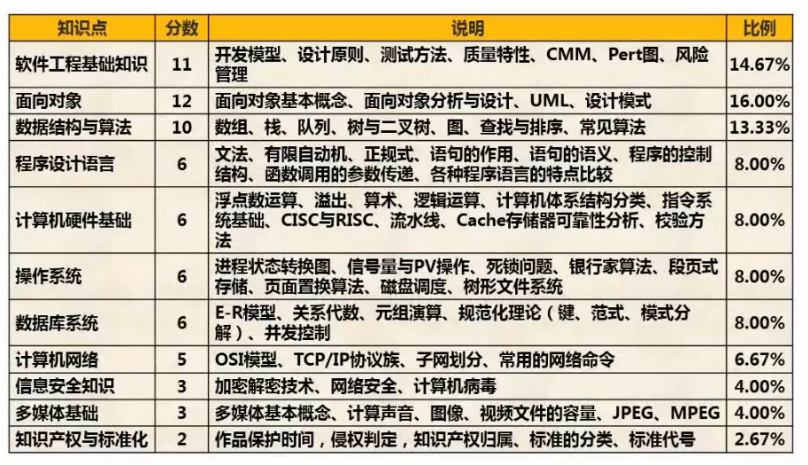 知识点 分数 说明 比例
软件工程基础知识 11 开发模型、设计原则、测试方法、质量特性、CMM、Pert图、风险
管理 14.67%
面向对象 12 面向对象基本概念、面向对象分析与设计、UML、设计模式 16.00%
数据结构与算法 10 数组、栈、队列、树与二叉树、图、查找与排序、常见算法 13.33%
程序设计语言 6 文法、有限自动机、正规式、语句的作用、语句的语义、程序的控制
结构、函数调用的参数传递、各种程序语言的特点比较 8.00%
计算机硬件基础 6 浮点数运算、溢出、算术、逻辑运算、计算机体系结构分类、指令系
统基础、CISC与RISC、流水线、Cache存储器可靠性分析、校验方
法 8.00%
操作系统 6 进程状态转换图、信号量与PV操作、死锁问题、银行家算法、段页式
存储、页面置换算法、磁盘调度、树形文件系统 8.00%
数据库系统 6 E-R模型、关系代数、元组演算、规范化理论（键、范式、模式分
解）、并发控制 8.00%
计算机网络 5 OSI模型、TCP/IP协议族、子网划分、常用的网络命令 6.67%
信息安全知识 3 加密解密技术、网络安全、计算机病毒 4.00%
多媒体基础 3 多媒体基本概念、计算声音、图像、视频文件的容量、JPEG、MPEG 4.00%
知识产权与标准化 2 作品保护时间，侵权判定，知识产权归属、标准的分类、标准代号 2.67%